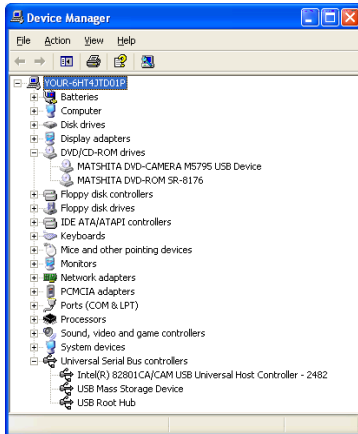 Device Manager
File Action View Help
YOUR-6HT4JTD01P
Batteries
Computer
Disk drives
Display adapters
DVD/CD-ROM drives
MATSHITA DVD-CAMERA M5795 USB Device
MATSHITA DVD-ROM SR-8176
Floppy disk controllers
Floppy disk drives
IDE ATA/ATAPI controllers
Keyboards
Mice and other pointing devices
Monitors
Network adapters
PCMCIA adapters
Ports (COM & LPT)
Processors
Sound, video and game controllers
System devices
Universal Serial Bus controllers
Intel(R) 82801CA/CAM USB Universal Host Controller - 2482
USB Mass Storage Device
USB Root Hub